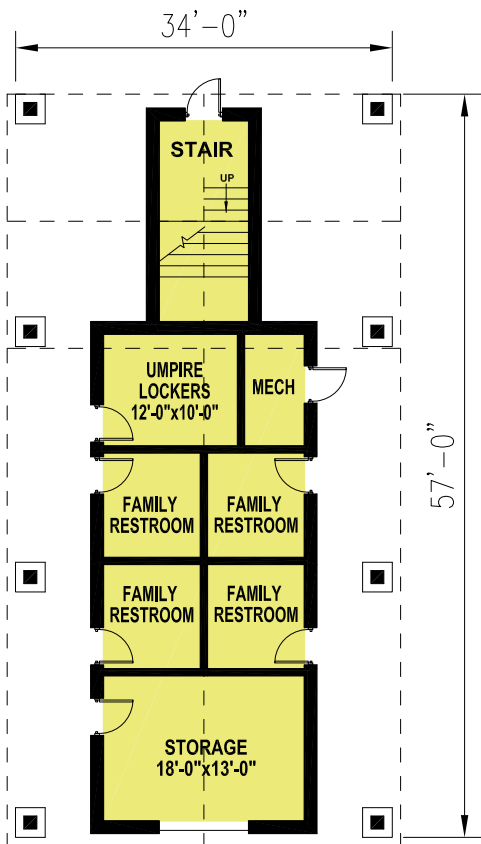 34'-0"
STAIR
UP
UMPIRE
LOCKERS
12'-0"x10'-0"
MECH
57'-0"
FAMILY
RESTROOM
FAMILY
RESTROOM
FAMILY
RESTROOM
FAMILY
RESTROOM
STORAGE
18'-0"x13'-0"